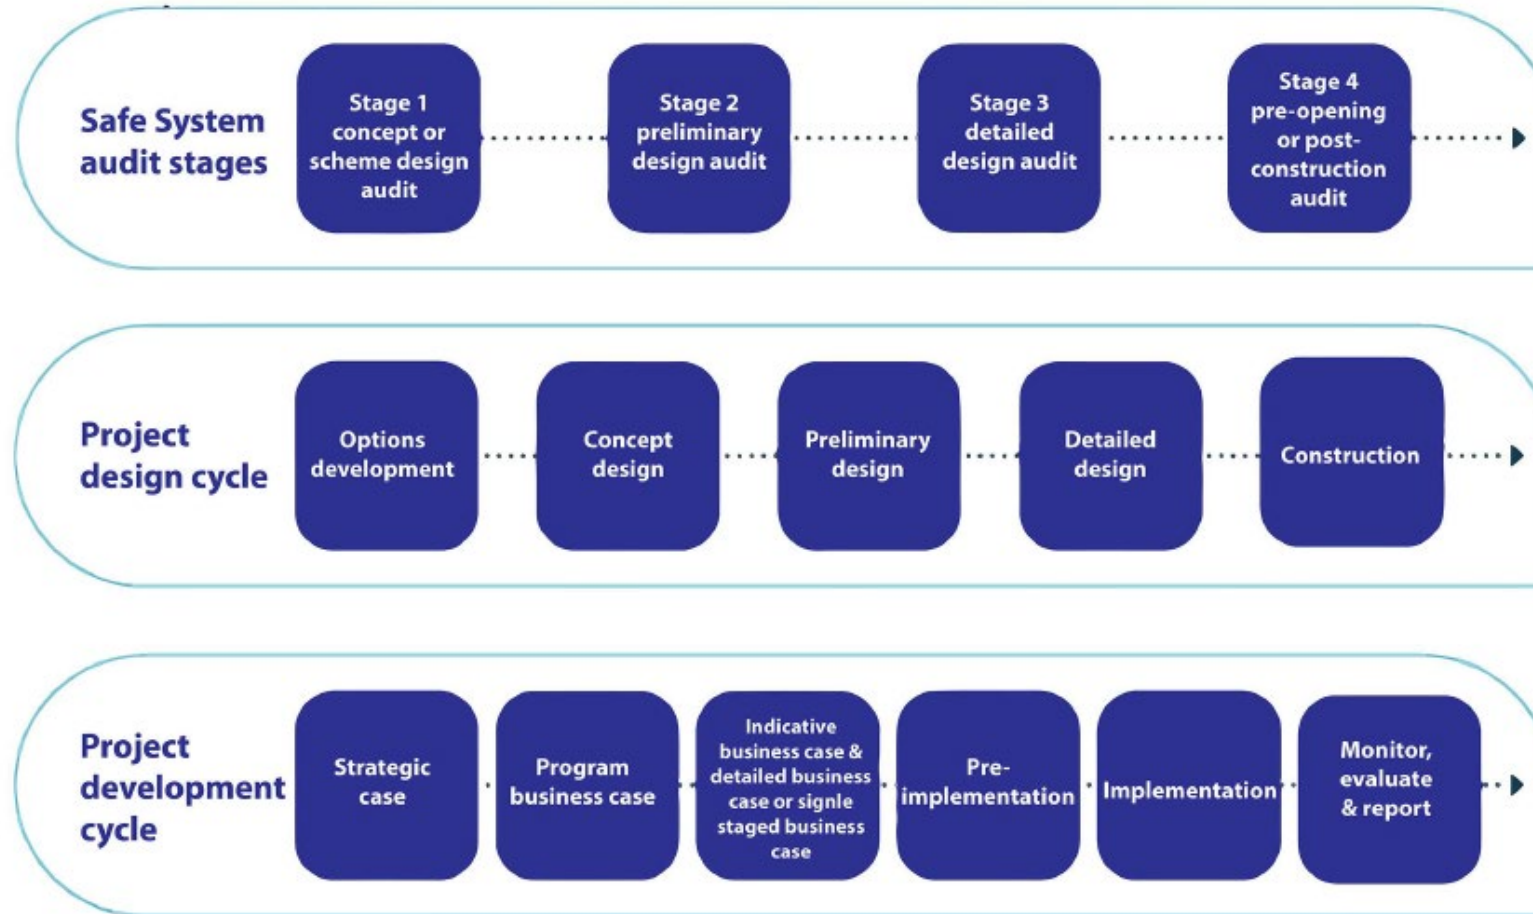 Safe System
audit stages
Stage 1
concept or
scheme design
audit
Stage 2
preliminary
design audit
Stage 3
detailed
design audit
Stage 4
pre-opening
or post-
construction
audit
Project
design cycle
Options
development
Concept
design
Preliminary
design
Detailed
design
Construction
Project
development
cycle
Strategic
case
Program
business case
Indicative
business case &
detailed business
case or signle
staged business
case
Pre-
implementation
Implementation
Monitor,
evaluate
& report